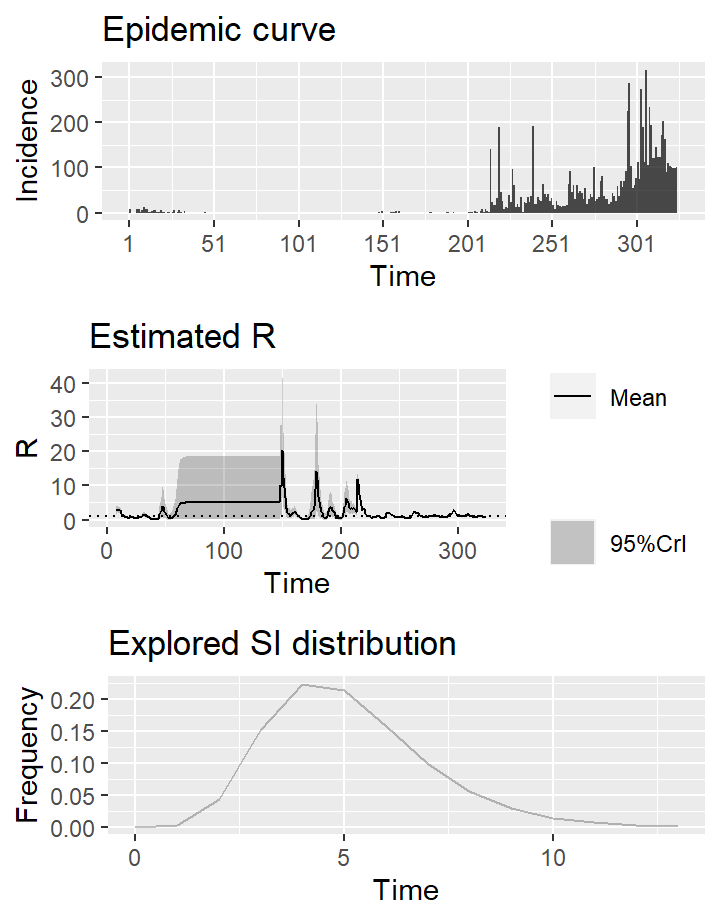 Epidemic curve
Incidence
300
200
100
0
1 51 101 151 201 251 301
Time
Estimated R
R
40
30
20
10
0
0 100 200 300
Time
Mean
95%CrI
Explored SI distribution
Frequency
0.20
0.15
0.10
0.05
0.00
0 5 10
Time